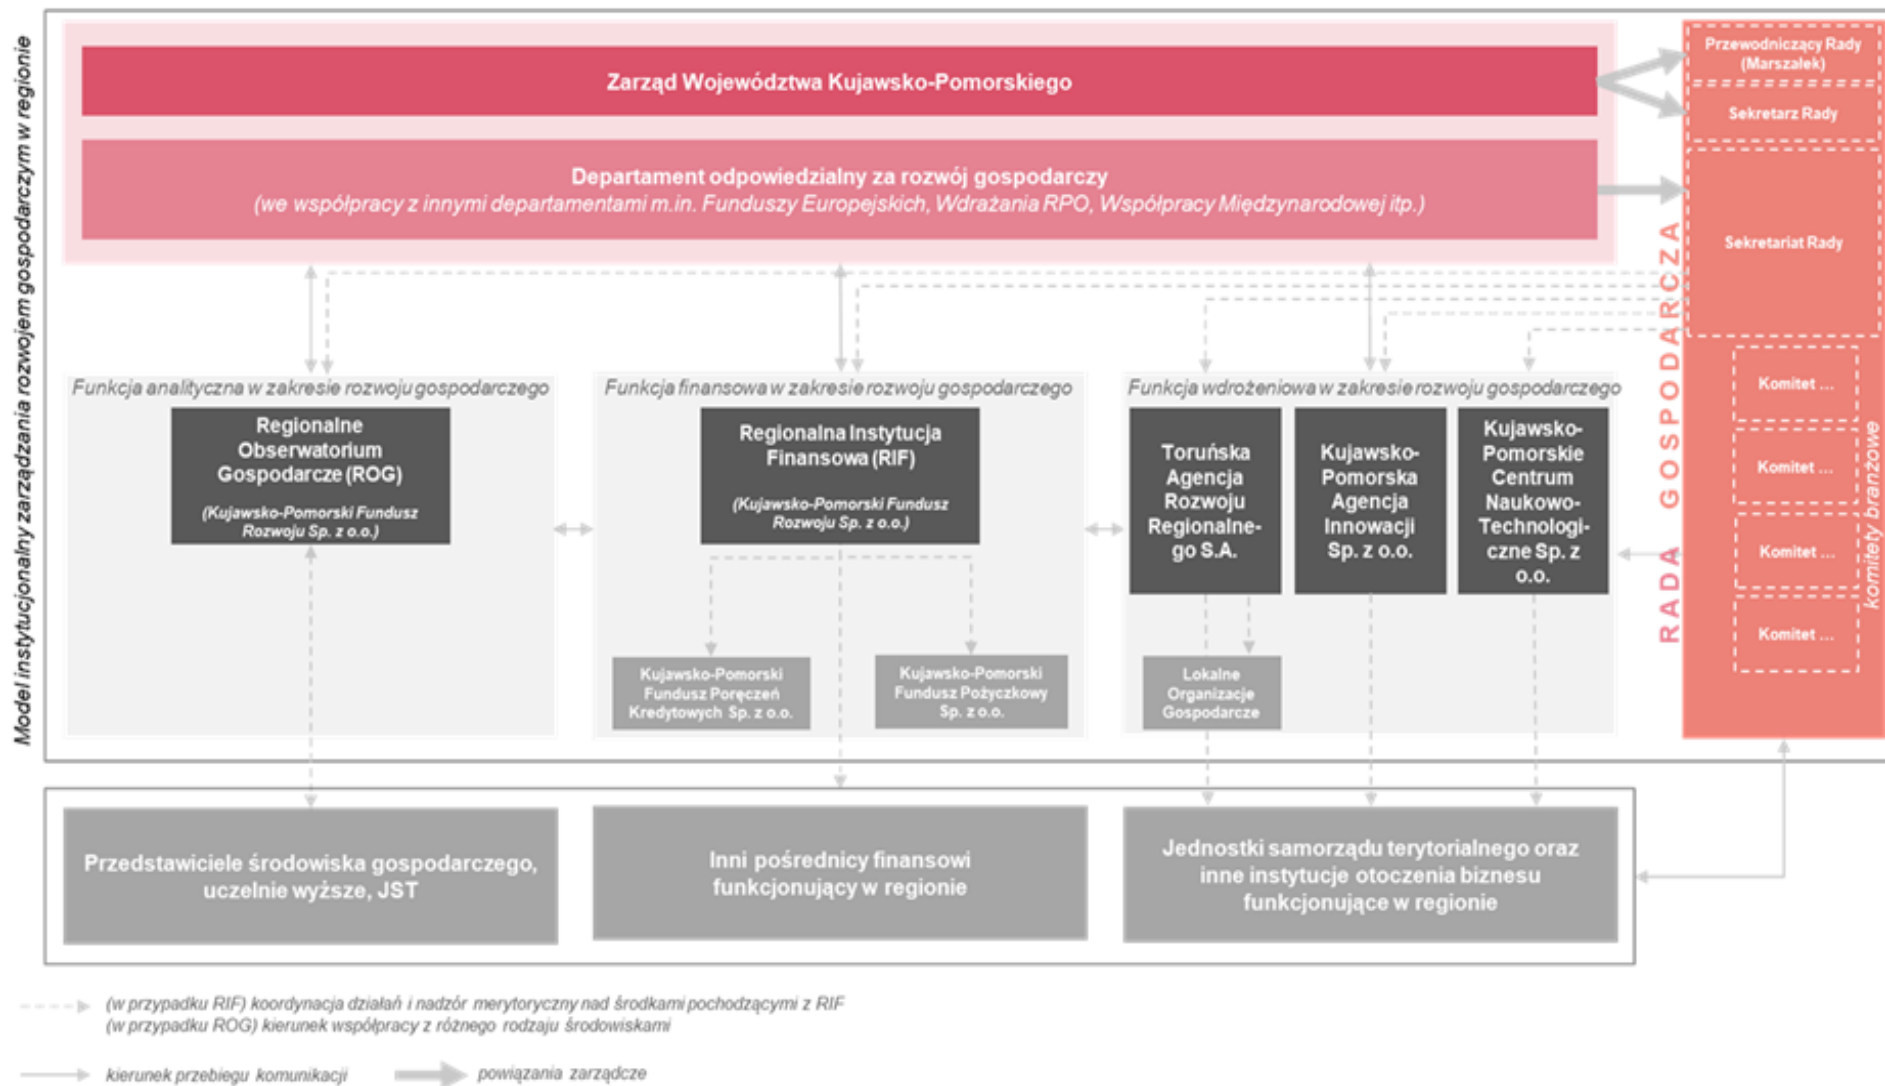 Model instytucjonalny zarządzania rozwojem gospodarczym w regionie
Zarząd Województwa Kujawsko-Pomorskiego
Departament odpowiedzialny za rozwój gospodarczy
(we współpracy z innymi departamentami m.in. Funduszy Europejskich, Wdrażania RPO, Współpracy Międzynarodowej itp.)
Przewodniczący Rady
(Marszałek)
Sekretarz Rady
Sekretariat Rady
RADA GOSPODARCZA
Komitet ...
Komitet ...
Komitet ...
Komitet ...
komitety branżowe
Funkcja analityczna w zakresie rozwoju gospodarczego
Regionalne
Obserwatorium
Gospodarcze (ROG)
(Kujawsko-Pomorski Fundusz
Rozwoju Sp. z o.o.)
Funkcja finansowa w zakresie rozwoju gospodarczego
Regionalna Instytucja
Finansowa (RIF)
(Kujawsko-Pomorski Fundusz
Rozwoju Sp. z o.o.)
Kujawsko-Pomorski
Fundusz Poręczeń
Kredytowych Sp. z o.o.
Kujawsko-Pomorski
Fundusz Pożyczkowy
Sp. z o.o.
Funkcja wdrożeniowa w zakresie rozwoju gospodarczego
Toruńska
Agencja
Rozwoju
Regionalne-
go S.A.
Kujawsko-
Pomorska
Agencja
Innowacji
Sp. z o.o.
Kujawsko-
Pomorskie
Centrum
Naukowo-
Technologi-
czne Sp. z
o.o.
Lokalne
Organizacje
Gospodarcze
Przedstawiciele środowiska gospodarczego,
uczelnie wyższe, JST
Inni pośrednicy finansowi
funkcjonujący w regionie
Jednostki samorządu terytorialnego oraz
inne instytucje otoczenia biznesu
funkcjonujące w regionie
(w przypadku RIF) koordynacja działań i nadzór merytoryczny nad środkami pochodzącymi z RIF
(w przypadku ROG) kierunek współpracy z różnego rodzaju środowiskami
kierunek przebiegu komunikacji
powiązania zarządcze